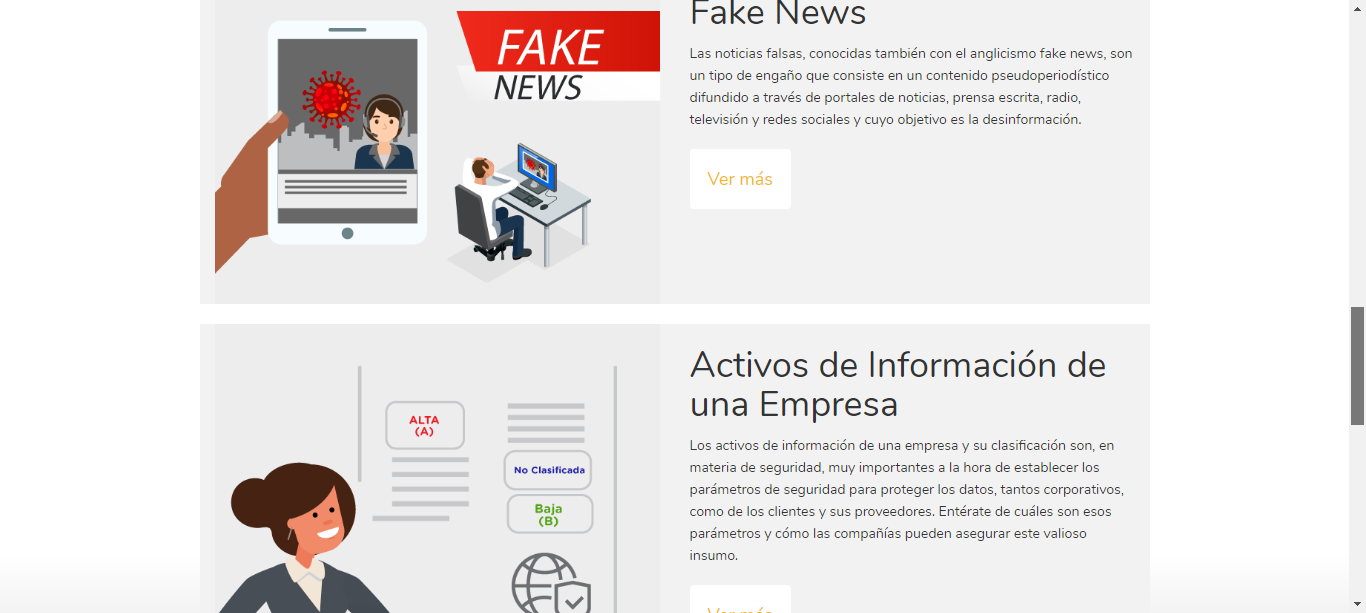 Fake News
FAKE
NEWS
Las noticias falsas, conocidas también con el anglicismo fake news, son
un tipo de engaño que consiste en un contenido pseudoperiodístico
difundido a través de portales de noticias, prensa escrita, radio,
televisión y redes sociales y cuyo objetivo es la desinformación.
Ver más
Activos de Información de
una Empresa
ALTA
(A)
No Clasificada
Baja
(B)
Los activos de información de una empresa y su clasificación son, en
materia de seguridad, muy importantes a la hora de establecer los
parámetros de seguridad para proteger los datos, tantos corporativos,
como de los clientes y sus proveedores. Entérate de cuáles son esos
parámetros y cómo las compañías pueden asegurar este valioso
insumo.
Ver más